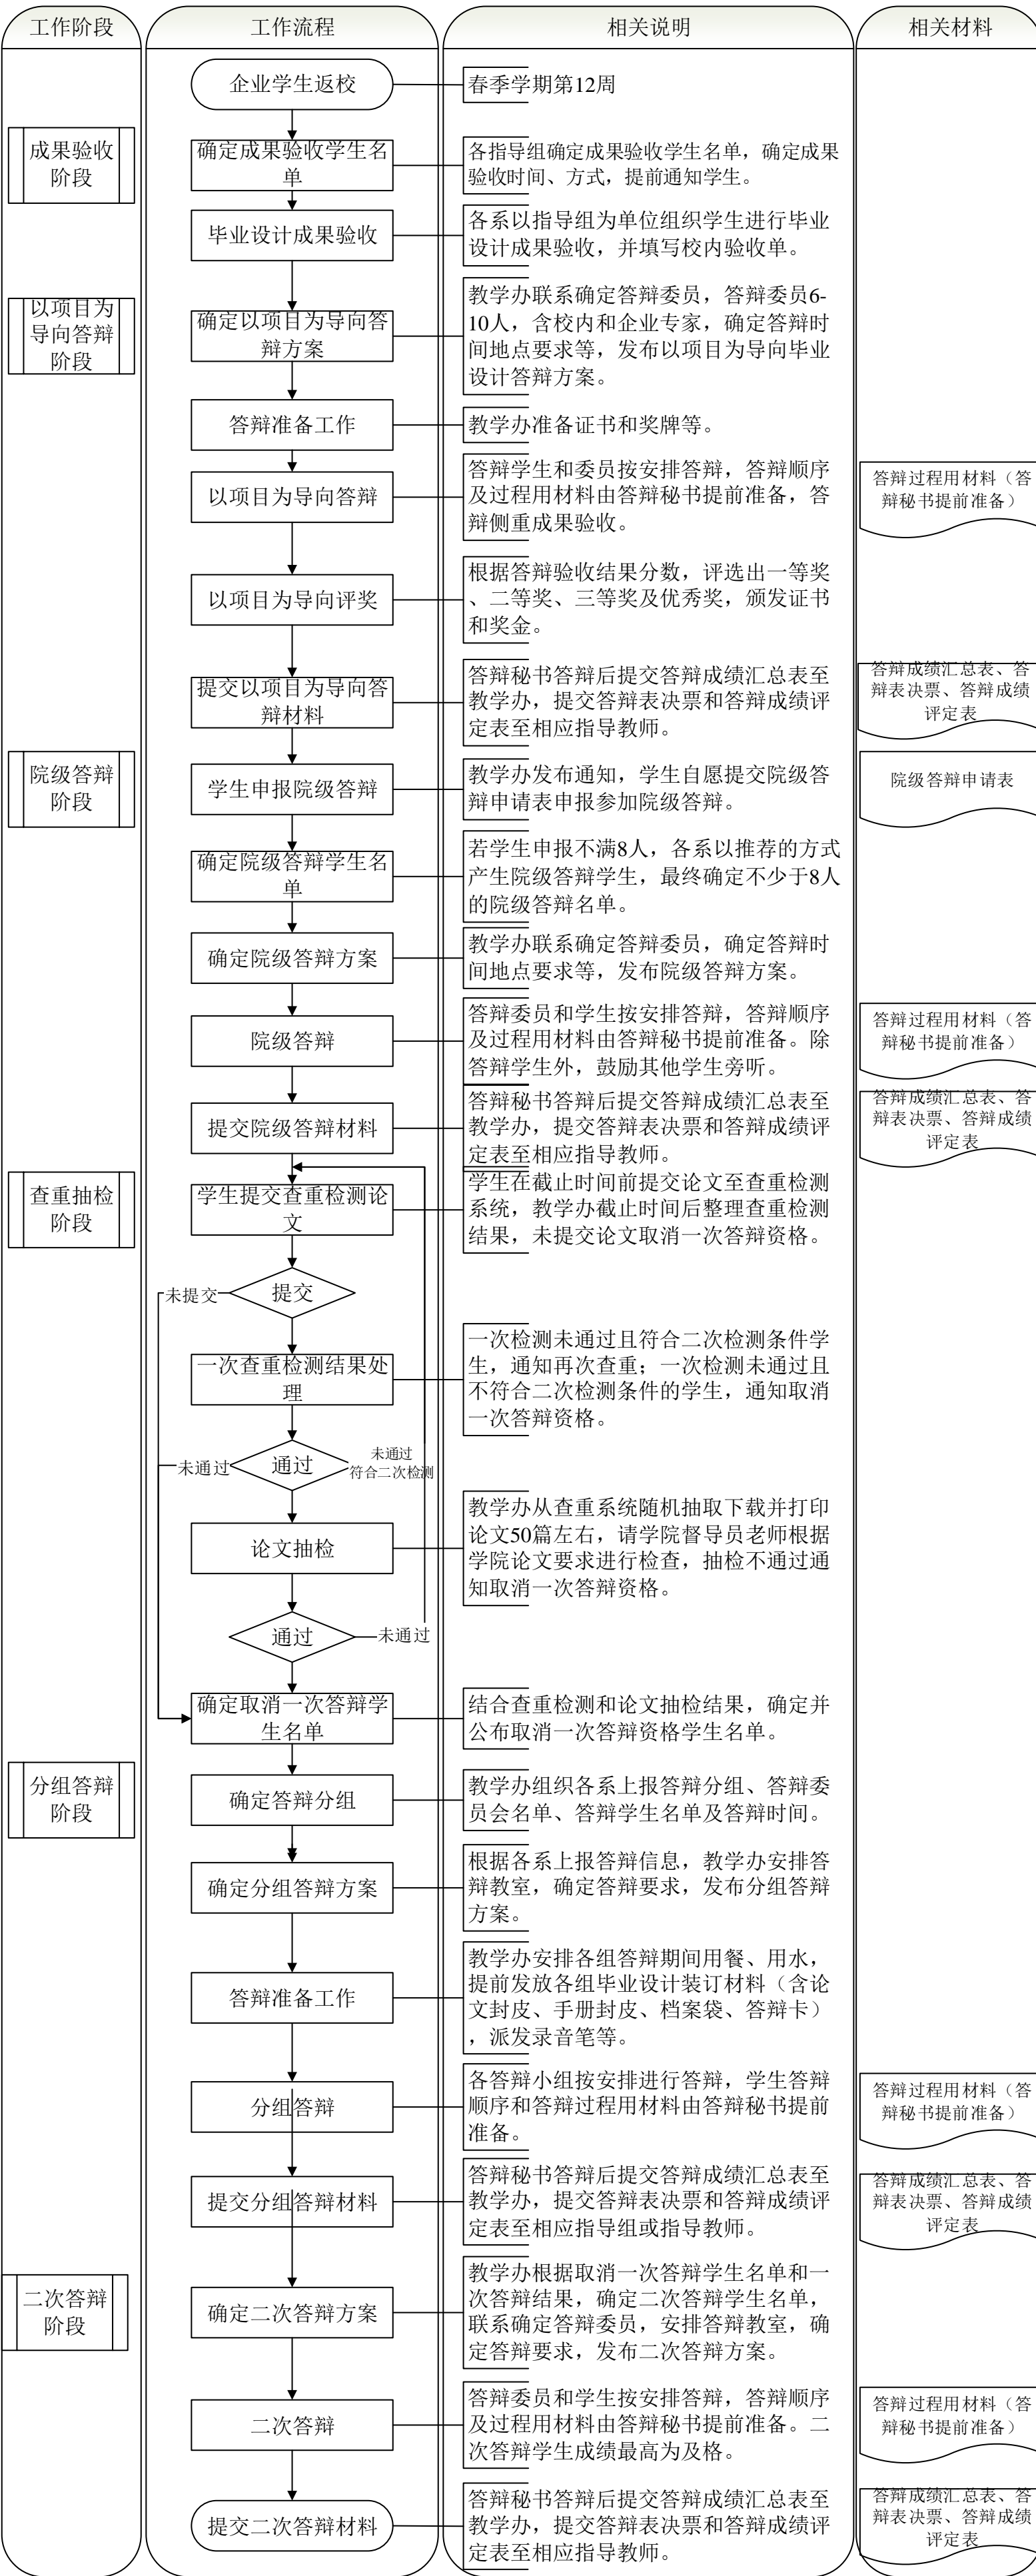 工作阶段
工作流程
相关说明
相关材料
企业学生返校
春季学期第12周
成果验收
阶段
确定成果验收学生名
单
各指导组确定成果验收学生名单，确定成果
验收时间、方式，提前通知学生。
毕业设计成果验收
各系以指导组为单位组织学生进行毕业
设计成果验收，并填写校内验收单。
以项目为
导向答辩
阶段
确定以项目为导向答
辩方案
教学办联系确定答辩委员，答辩委员6-
10人，含校内和企业专家，确定答辩时
间地点要求等，发布以项目为导向毕业
设计答辩方案。
答辩准备工作
教学办准备证书和奖牌等。
以项目为导向答辩
答辩学生和委员按安排答辩，答辩顺序
及过程用材料由答辩秘书提前准备，答
辩侧重成果验收。
答辩过程用材料（答
辩秘书提前准备）
以项目为导向评奖
根据答辩验收结果分数，评选出一等奖
、二等奖、三等奖及优秀奖，颁发证书
和奖金。
提交以项目为导向答
辩材料
答辩秘书答辩后提交答辩成绩汇总表至
教学办，提交答辩表决票和答辩成绩评
定表至相应指导教师。
答辩成绩汇总表、答
辩表决票、答辩成绩
评定表
院级答辩
阶段
学生申报院级答辩
教学办发布通知，学生自愿提交院级答
辩申请表申报参加院级答辩。
院级答辩申请表
确定院级答辩学生名
单
若学生申报不满8人，各系以推荐的方式
产生院级答辩学生，最终确定不少于8人
的院级答辩名单。
确定院级答辩方案
教学办联系确定答辩委员，确定答辩时
间地点要求等，发布院级答辩方案。
院级答辩
答辩委员和学生按安排答辩，答辩顺序
及过程用材料由答辩秘书提前准备。除
答辩学生外，鼓励其他学生旁听。
答辩过程用材料（答
辩秘书提前准备）
提交院级答辩材料
答辩秘书答辩后提交答辩成绩汇总表至
教学办，提交答辩表决票和答辩成绩评
定表至相应指导教师。
答辩成绩汇总表、答
辩表决票、答辩成绩
评定表
查重抽检
阶段
学生提交查重检测论
文
学生在截止时间前提交论文至查重检测
系统，教学办截止时间后整理查重检测
结果，未提交论文取消一次答辩资格。
未提交
提交
一次查重检测结果处
理
一次检测未通过且符合二次检测条件学
生，通知再次查重；一次检测未通过且
不符合二次检测条件的学生，通知取消
一次答辩资格。
未通过
通过
未通过
符合二次检测
论文抽检
教学办从查重系统随机抽取下载并打印
论文50篇左右，请学院督导员老师根据
学院论文要求进行检查，抽检不通过通
知取消一次答辩资格。
通过
未通过
确定取消一次答辩学
生名单
结合查重检测和论文抽检结果，确定并
公布取消一次答辩资格学生名单。
分组答辩
阶段
确定答辩分组
教学办组织各系上报答辩分组、答辩委
员会名单、答辩学生名单及答辩时间。
确定分组答辩方案
根据各系上报答辩信息，教学办安排答
辩教室，确定答辩要求，发布分组答辩
方案。
答辩准备工作
教学办安排各组答辩期间用餐、用水，
提前发放各组毕业设计装订材料（含论
文封皮、手册封皮、档案袋、答辩卡）
，派发录音笔等。
分组答辩
各答辩小组按安排进行答辩，学生答辩
顺序和答辩过程用材料由答辩秘书提前
准备。
答辩过程用材料（答
辩秘书提前准备）
提交分组答辩材料
答辩秘书答辩后提交答辩成绩汇总表至
教学办，提交答辩表决票和答辩成绩评
定表至相应指导组或指导教师。
答辩成绩汇总表、答
辩表决票、答辩成绩
评定表
二次答辩
阶段
确定二次答辩方案
教学办根据取消一次答辩学生名单和一
次答辩结果，确定二次答辩学生名单，
联系确定答辩委员，安排答辩教室，确
定答辩要求，发布二次答辩方案。
二次答辩
答辩委员和学生按安排答辩，答辩顺序
及过程用材料由答辩秘书提前准备。二
次答辩学生成绩最高为及格。
答辩过程用材料（答
辩秘书提前准备）
提交二次答辩材料
答辩秘书答辩后提交答辩成绩汇总表至
教学办，提交答辩表决票和答辩成绩评
定表至相应指导教师。
答辩成绩汇总表、答
辩表决票、答辩成绩
评定表